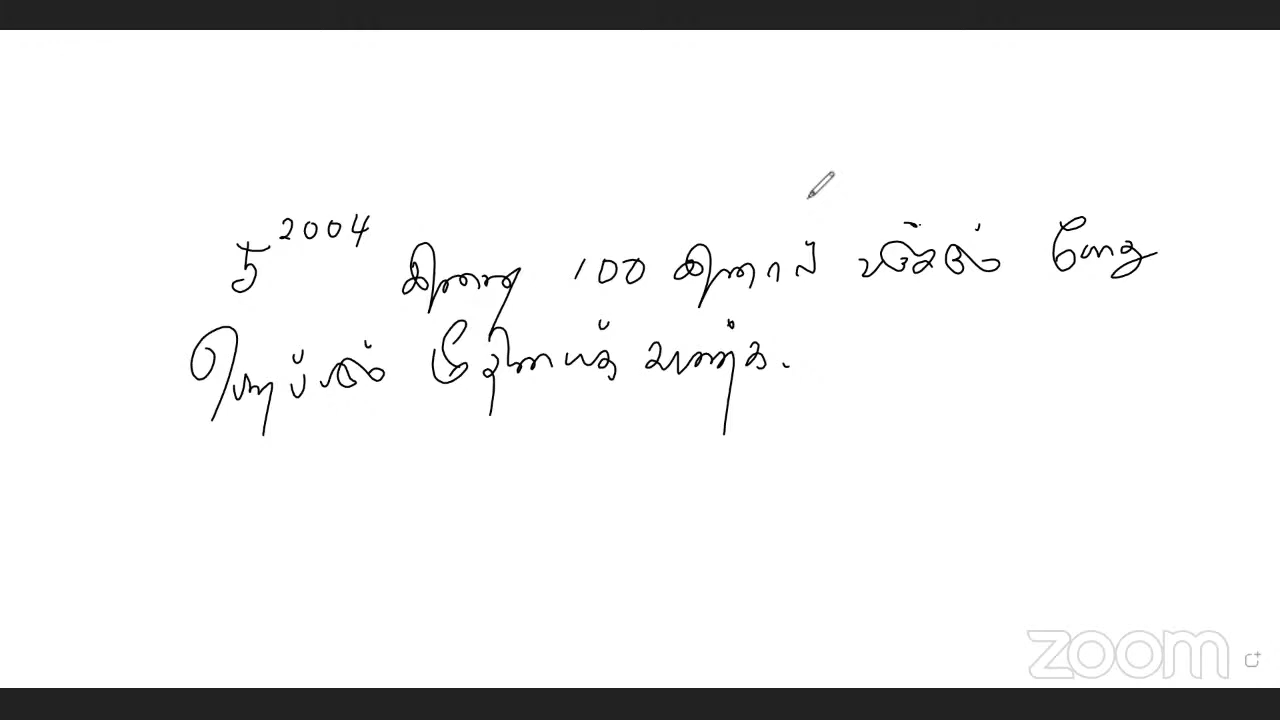 5^2004 இனை 100 இனால் வகுக்கும் போது
பெறப்படும் மீதியைக் காண்க.
zoom